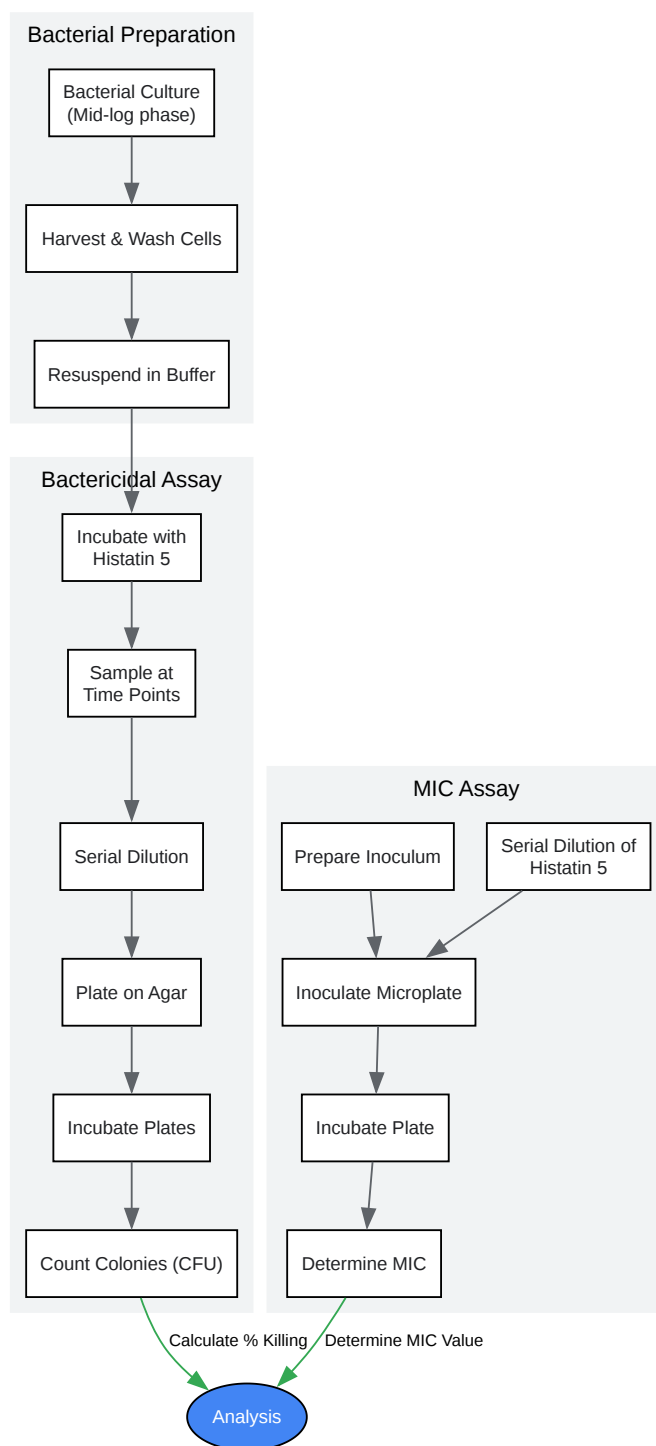 Bacterial Preparation
Bacterial Culture
(Mid-log phase)
Harvest & Wash Cells
Resuspend in Buffer
Bactericidal Assay
Incubate with
Histatin 5
Sample at
Time Points
Serial Dilution
Plate on Agar
Incubate Plates
Count Colonies (CFU)
MIC Assay
Prepare Inoculum
Serial Dilution of
Histatin 5
Inoculate Microplate
Incubate Plate
Determine MIC
Calculate % Killing
Determine MIC Value
Analysis